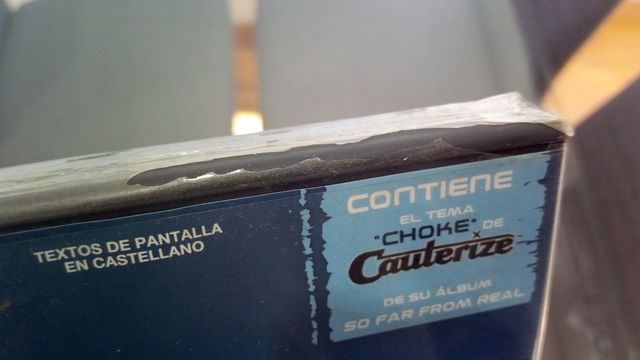 TEXTOS DE PANTALLA
EN CASTELLANO
CONTIENE
EL TEMA
"CHOKE" DE
Cauterize
DE SU ÁLBUM
SO FAR FROM REAL